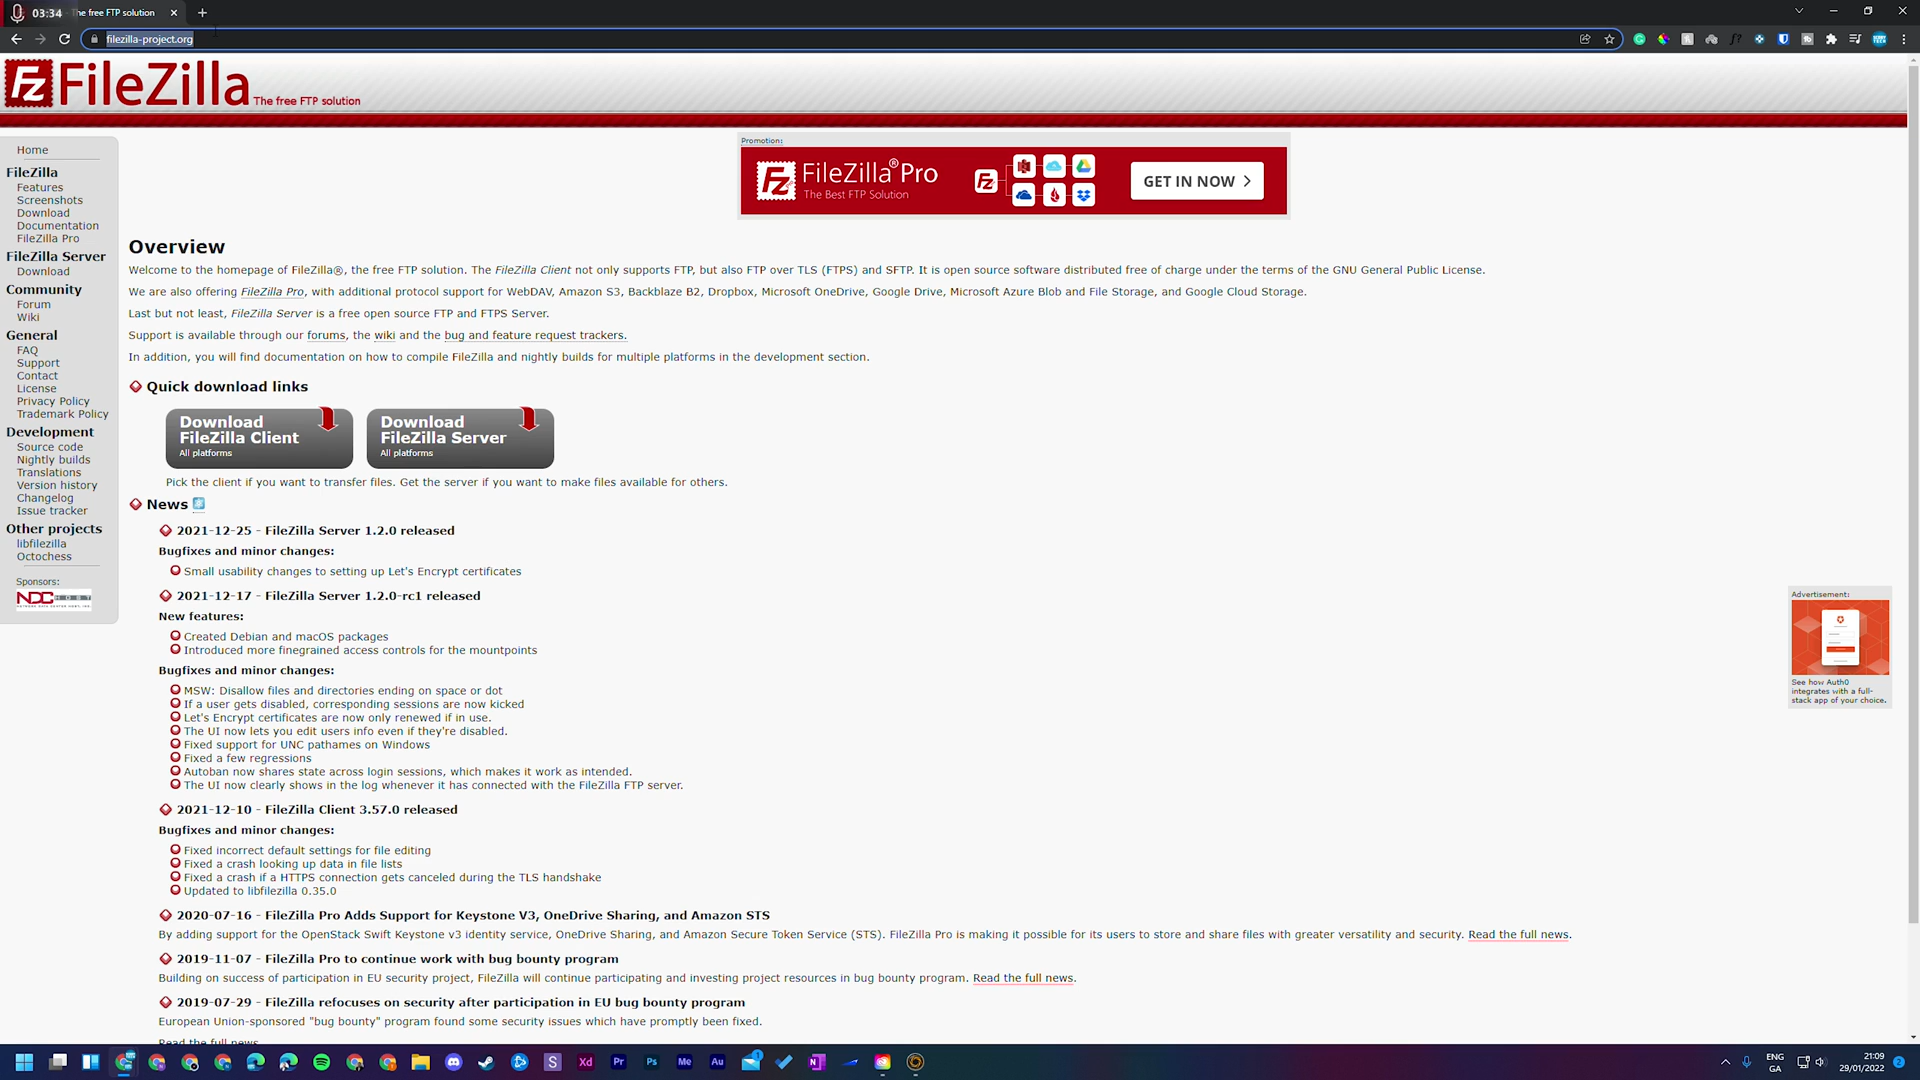 03:34
The free FTP solution
filezilla-project.org
FileZilla The free FTP solution
Home
FileZilla
Features
Screenshots
Download
Documentation
FileZilla Pro
FileZilla Server
Download
Community
Forum
Wiki
General
FAQ
Support
Contact
License
Privacy Policy
Trademark Policy
Development
Source code
Nightly builds
Translations
Version history
Changelog
Issue tracker
Other projects
libfilezilla
Octochess
Sponsors:
NDC HOST
Promotion:
FileZilla® Pro
The Best FTP Solution
GET IN NOW
Overview
Welcome to the homepage of FileZilla®, the free FTP solution. The FileZilla Client not only supports FTP, but also FTP over TLS (FTPS) and SFTP. It is open source software distributed free of charge under the terms of the GNU General Public License.
We are also offering FileZilla Pro, with additional protocol support for WebDAV, Amazon S3, Backblaze B2, Dropbox, Microsoft OneDrive, Google Drive, Microsoft Azure Blob and File Storage, and Google Cloud Storage.
Last but not least, FileZilla Server is a free open source FTP and FTPS Server.
Support is available through our forums, the wiki and the bug and feature request trackers.
In addition, you will find documentation on how to compile FileZilla and nightly builds for multiple platforms in the development section.
Quick download links
Download
FileZilla Client
All platforms
Download
FileZilla Server
All platforms
Pick the client if you want to transfer files. Get the server if you want to make files available for others.
News
2021-12-25 - FileZilla Server 1.2.0 released
Bugfixes and minor changes:
Small usability changes to setting up Let's Encrypt certificates
2021-12-17 - FileZilla Server 1.2.0-rc1 released
New features:
Created Debian and macOS packages
Introduced more finegrained access controls for the mountpoints
Bugfixes and minor changes:
MSW: Disallow files and directories ending on space or dot
If a user gets disabled, corresponding sessions are now kicked
Let's Encrypt certificates are now only renewed if in use.
The UI now lets you edit users info even if they're disabled.
Fixed support for UNC pathames on Windows
Fixed a few regressions
Autoban now shares state across login sessions, which makes it work as intended.
The UI now clearly shows in the log whenever it has connected with the FileZilla FTP server.
2021-12-10 - FileZilla Client 3.57.0 released
Bugfixes and minor changes:
Fixed incorrect default settings for file editing
Fixed a crash looking up data in file lists
Fixed a crash if a HTTPS connection gets canceled during the TLS handshake
Updated to libfilezilla 0.35.0
2020-07-16 - FileZilla Pro Adds Support for Keystone V3, OneDrive Sharing, and Amazon STS
By adding support for the OpenStack Swift Keystone v3 identity service, OneDrive Sharing, and Amazon Secure Token Service (STS). FileZilla Pro is making it possible for its users to store and share files with greater versatility and security. Read the full news.
2019-11-07 - FileZilla Pro to continue work with bug bounty program
Building on success of participation in EU security project, FileZilla will continue participating and investing project resources in bug bounty program. Read the full news.
2019-07-29 - FileZilla refocuses on security after participation in EU bug bounty program
European Union-sponsored "bug bounty" program found some security issues which have promptly been fixed.
Read the full news.
Advertisement:
See how Auth0
integrates with a full-
stack app of your choice.
S
Xd
Pr
Ps
Me
Au
ENG
GA
21:09
29/01/2022
2